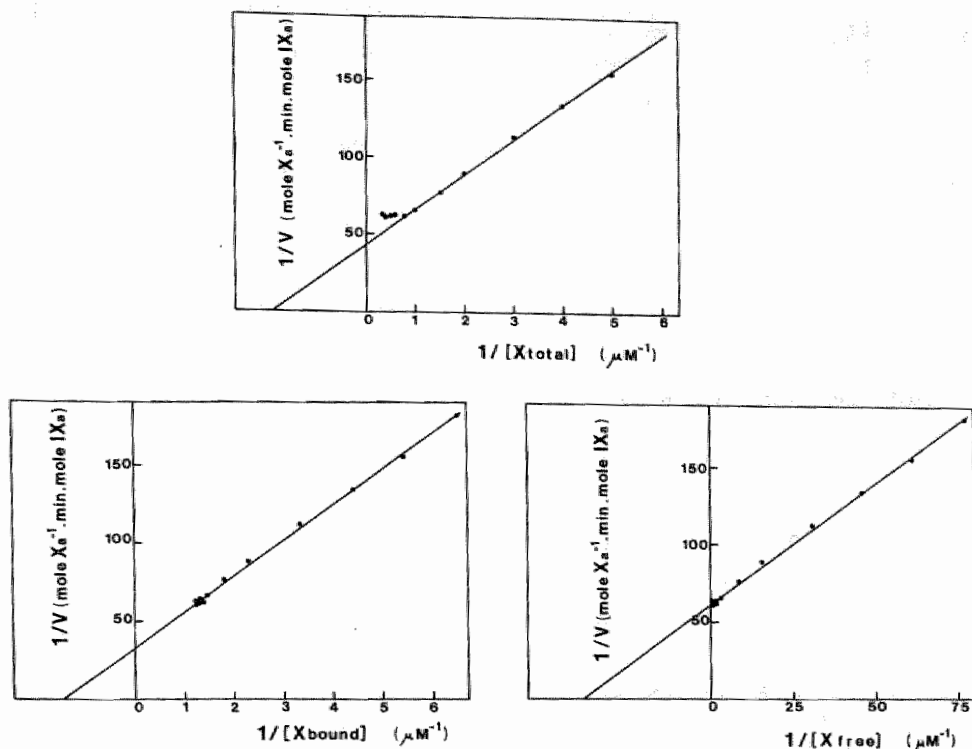 1/V (mole Xa⁻¹.min.mole IXa)
150
100
50
0 1 2 3 4 5 6
1/[Xtotal] (μM⁻¹)
1/V (mole Xa⁻¹.min.mole IXa)
150
100
50
0 1 2 3 4 5 6
1/[Xbound] (μM⁻¹)
1/V (mole Xa⁻¹.min.mole IXa)
150
100
50
0 25 50 75
1/[Xfree] (μM⁻¹)